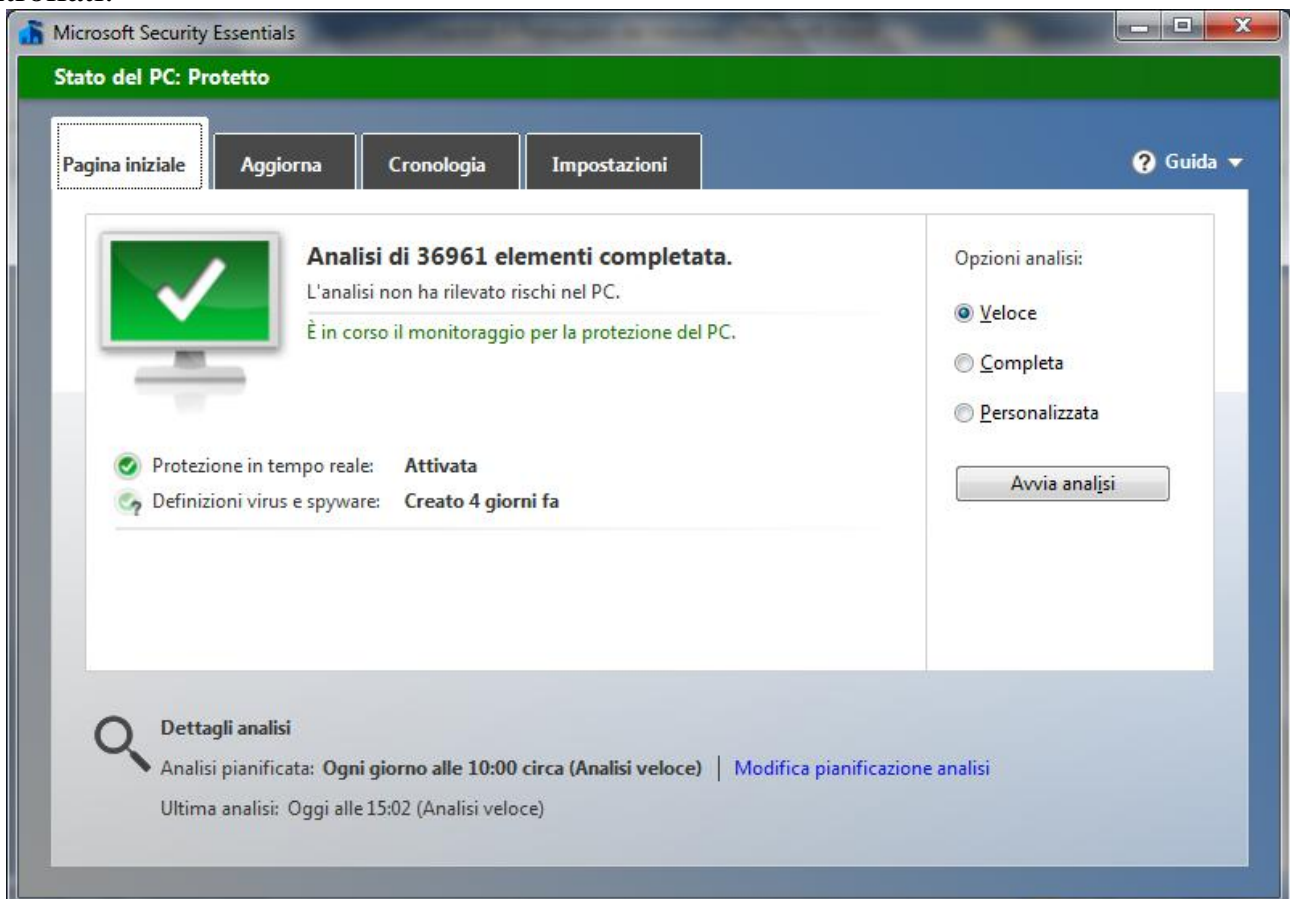 Microsoft Security Essentials
Stato del PC: Protetto
Pagina iniziale
Aggiorna
Cronologia
Impostazioni
Guida
Analisi di 36961 elementi completata.
L'analisi non ha rilevato rischi nel PC.
È in corso il monitoraggio per la protezione del PC.
Protezione in tempo reale: Attivata
Definizioni virus e spyware: Creato 4 giorni fa
Opzioni analisi:
Veloce
Completa
Personalizzata
Avvia analisi
Dettagli analisi
Analisi pianificata: Ogni giorno alle 10:00 circa (Analisi veloce) | Modifica pianificazione analisi
Ultima analisi: Oggi alle 15:02 (Analisi veloce)